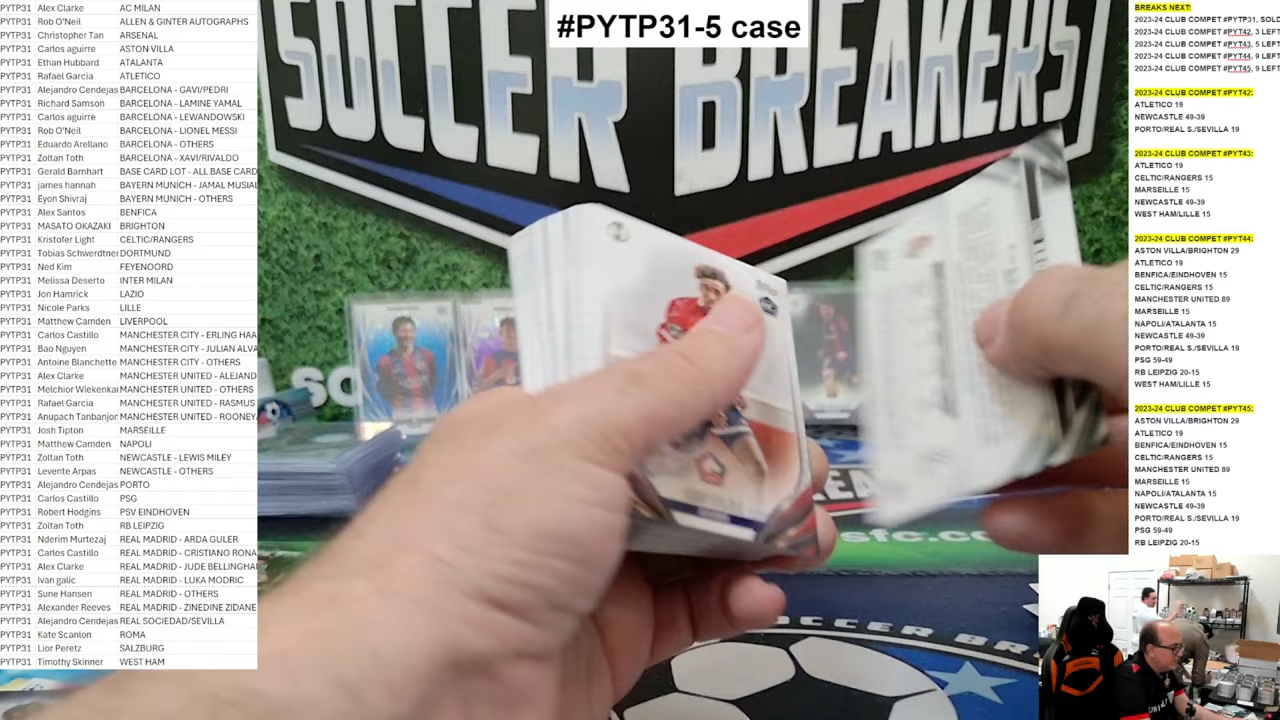 #PYTP31-5 case
PYTP31 Alex Clarke AC MILAN
PYTP31 Rob O'Neil ALLEN & GINTER AUTOGRAPHS
PYTP31 Christopher Tan ARSENAL
PYTP31 Carlos aguirre ASTON VILLA
PYTP31 Ethan Hubbard ATALANTA
PYTP31 Rafael Garcia ATLETICO
PYTP31 Alejandro Cendejas BARCELONA - GAVI/PEDRI
PYTP31 Richard Samson BARCELONA - LAMINE YAMAL
PYTP31 Carlos aguirre BARCELONA - LEWANDOWSKI
PYTP31 Rob O'Neil BARCELONA - LIONEL MESSI
PYTP31 Eduardo Arellano BARCELONA - OTHERS
PYTP31 Zoltan Toth BARCELONA - XAVI/RIVALDO
PYTP31 Gerald Barnhart BASE CARD LOT - ALL BASE CARD
PYTP31 james hannah BAYERN MUNICH - JAMAL MUSIAL
PYTP31 Eyon Shivraj BAYERN MUNICH - OTHERS
PYTP31 Alex Santos BENFICA
PYTP31 MASATO OKAZAKI BRIGHTON
PYTP31 Kristofer Light CELTIC/RANGERS
PYTP31 Tobias Schwerdtner DORTMUND
PYTP31 Ned Kim FEYENOORD
PYTP31 Melissa Deserto INTER MILAN
PYTP31 Jon Hamrick LAZIO
PYTP31 Nicole Parks LILLE
PYTP31 Matthew Camden LIVERPOOL
PYTP31 Carlos Castillo MANCHESTER CITY - ERLING HAA
PYTP31 Bao Nguyen MANCHESTER CITY - JULIAN ALVA
PYTP31 Antoine Blanchette MANCHESTER CITY - OTHERS
PYTP31 Alex Clarke MANCHESTER UNITED - ALEJAND
PYTP31 Melchior Wiekenkar MANCHESTER UNITED - OTHERS
PYTP31 Rafael Garcia MANCHESTER UNITED - RASMUS
PYTP31 Anupach Tanbanjon MANCHESTER UNITED - ROONEY
PYTP31 Josh Tipton MARSEILLE
PYTP31 Matthew Camden NAPOLI
PYTP31 Zoltan Toth NEWCASTLE - LEWIS MILEY
PYTP31 Levente Arpas NEWCASTLE - OTHERS
PYTP31 Alejandro Cendejas PORTO
PYTP31 Carlos Castillo PSG
PYTP31 Robert Hodgins PSV EINDHOVEN
PYTP31 Zoltan Toth RB LEIPZIG
PYTP31 Nderim Murtezaj REAL MADRID - ARDA GULER
PYTP31 Carlos Castillo REAL MADRID - CRISTIANO RONA
PYTP31 Alex Clarke REAL MADRID - JUDE BELLINGHA
PYTP31 Ivan galic REAL MADRID - LUKA MODRIC
PYTP31 Sune Hansen REAL MADRID - OTHERS
PYTP31 Alexander Reeves REAL MADRID - ZINEDINE ZIDANE
PYTP31 Alejandro Cendejas REAL SOCIEDAD/SEVILLA
PYTP31 Kate Scanlon ROMA
PYTP31 Lior Peretz SALZBURG
PYTP31 Timothy Skinner WEST HAM
SOCCER BREAKERS
SOCCER
BREAKS NEXT:
2023-24 CLUB COMPET #PYTP31, SOLD
2023-24 CLUB COMPET #PYT42, 3 LEFT
2023-24 CLUB COMPET #PYT43, 5 LEFT
2023-24 CLUB COMPET #PYT44, 9 LEFT
2023-24 CLUB COMPET #PYT45, 9 LEFT
2023-24 CLUB COMPET #PYT42:
ATLETICO 19
NEWCASTLE 49-39
PORTO/REAL S./SEVILLA 19
2023-24 CLUB COMPET #PYT43:
ATLETICO 19
CELTIC/RANGERS 15
MARSEILLE 15
NEWCASTLE 49-39
WEST HAM/LILLE 15
2023-24 CLUB COMPET #PYT44:
ASTON VILLA/BRIGHTON 29
ATLETICO 19
BENFICA/EINDHOVEN 15
CELTIC/RANGERS 15
MANCHESTER UNITED 89
MARSEILLE 15
NAPOLI/ATALANTA 15
NEWCASTLE 49-39
PORTO/REAL S./SEVILLA 19
PSG 59-49
RB LEIPZIG 20-15
WEST HAM/LILLE 15
2023-24 CLUB COMPET #PYT45:
ASTON VILLA/BRIGHTON 29
ATLETICO 19
BENFICA/EINDHOVEN 15
CELTIC/RANGERS 15
MANCHESTER UNITED 89
MARSEILLE 15
NAPOLI/ATALANTA 15
NEWCASTLE 49-39
PORTO/REAL S./SEVILLA 19
PSG 59-49
RB LEIPZIG 20-15